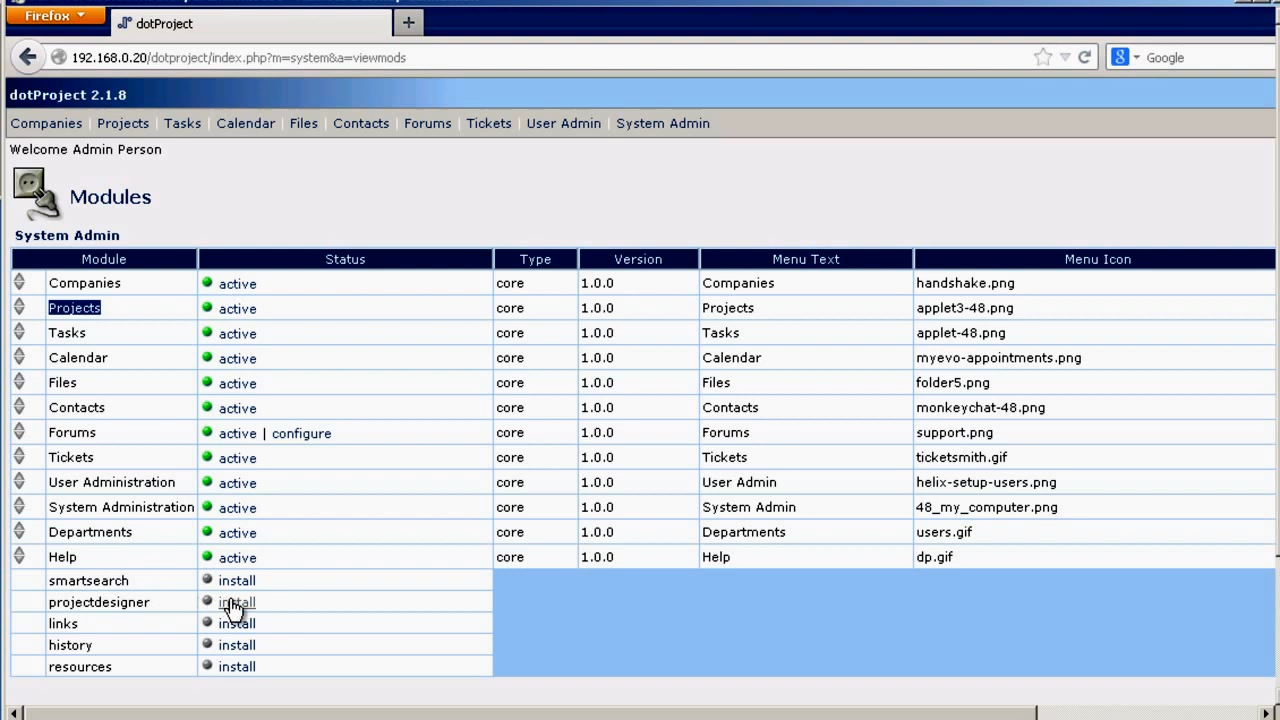 Firefox
dotProject
192.168.0.20/dotproject/index.php?m=system&a=viewmods
Google
dotProject 2.1.8
Companies | Projects | Tasks | Calendar | Files | Contacts | Forums | Tickets | User Admin | System Admin
Welcome Admin Person
Modules
System Admin
Module Status Type Version Menu Text Menu Icon
Companies active core 1.0.0 Companies handshake.png
Projects active core 1.0.0 Projects applet3-48.png
Tasks active core 1.0.0 Tasks applet-48.png
Calendar active core 1.0.0 Calendar myevo-appointments.png
Files active core 1.0.0 Files folder5.png
Contacts active core 1.0.0 Contacts monkeychat-48.png
Forums active | configure core 1.0.0 Forums support.png
Tickets active core 1.0.0 Tickets ticketsmith.gif
User Administration active core 1.0.0 User Admin helix-setup-users.png
System Administration active core 1.0.0 System Admin 48_my_computer.png
Departments active core 1.0.0 Departments users.gif
Help active core 1.0.0 Help dp.gif
smartsearch install
projectdesigner install
links install
history install
resources install